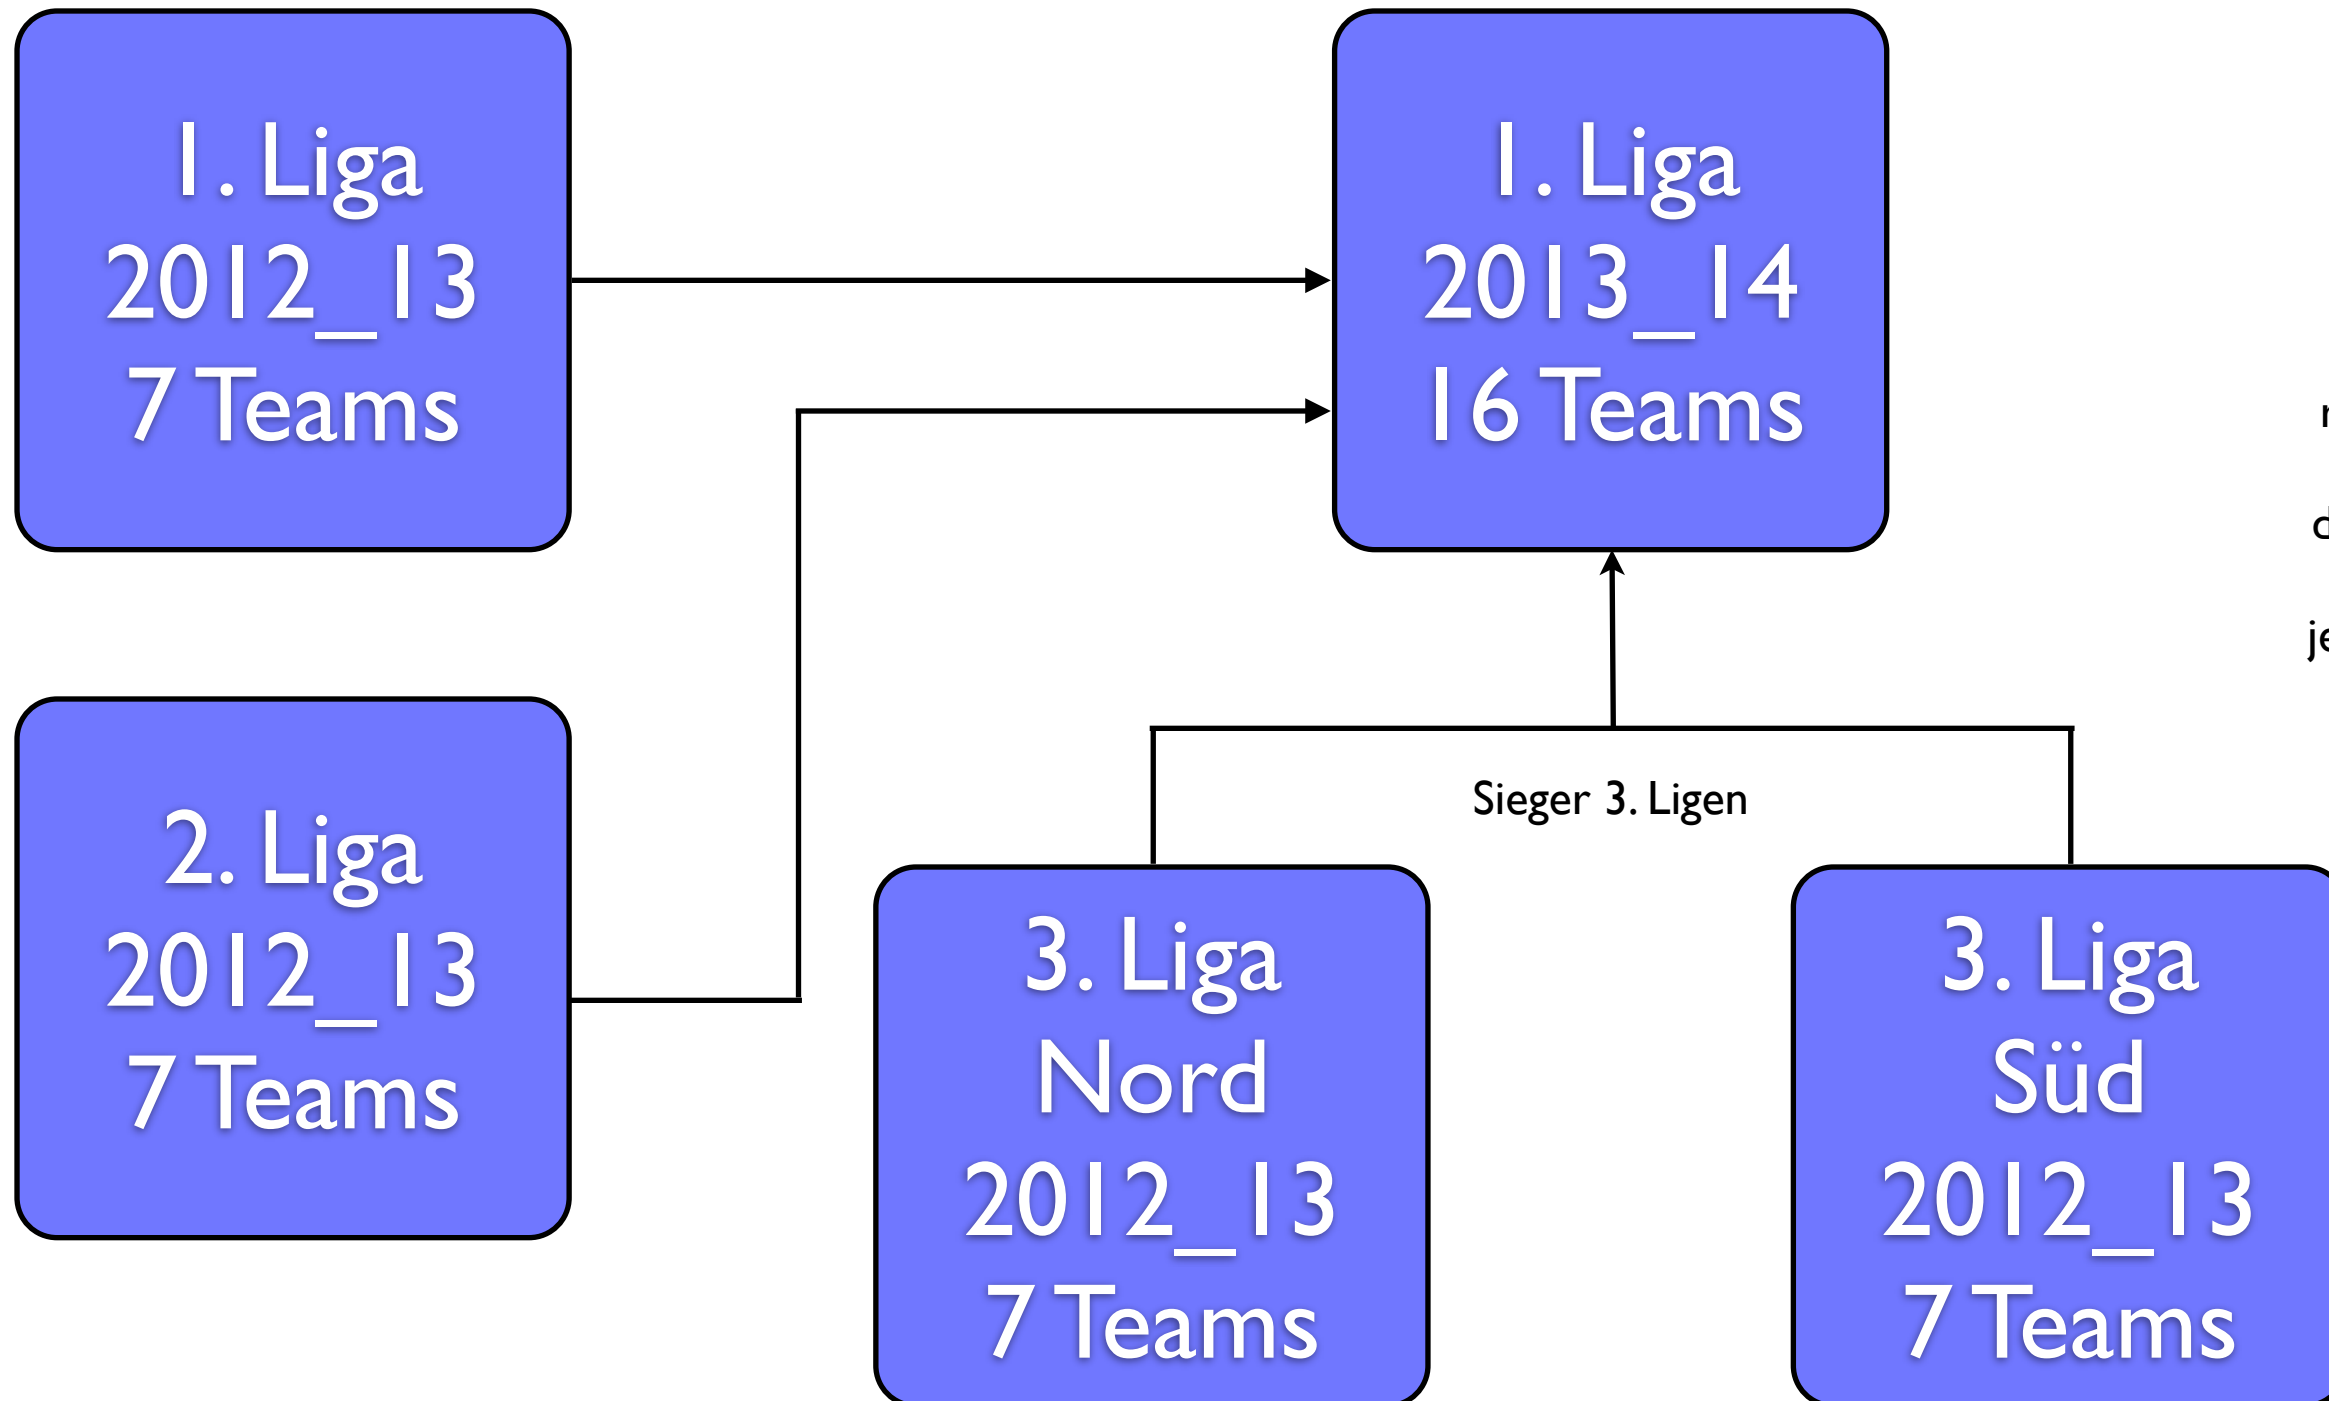 1. Liga
2012_13
7 Teams
1. Liga
2013_14
16 Teams
2. Liga
2012_13
7 Teams
Sieger 3. Ligen
3. Liga
Nord
2012_13
7 Teams
3. Liga
Süd
2012_13
7 Teams